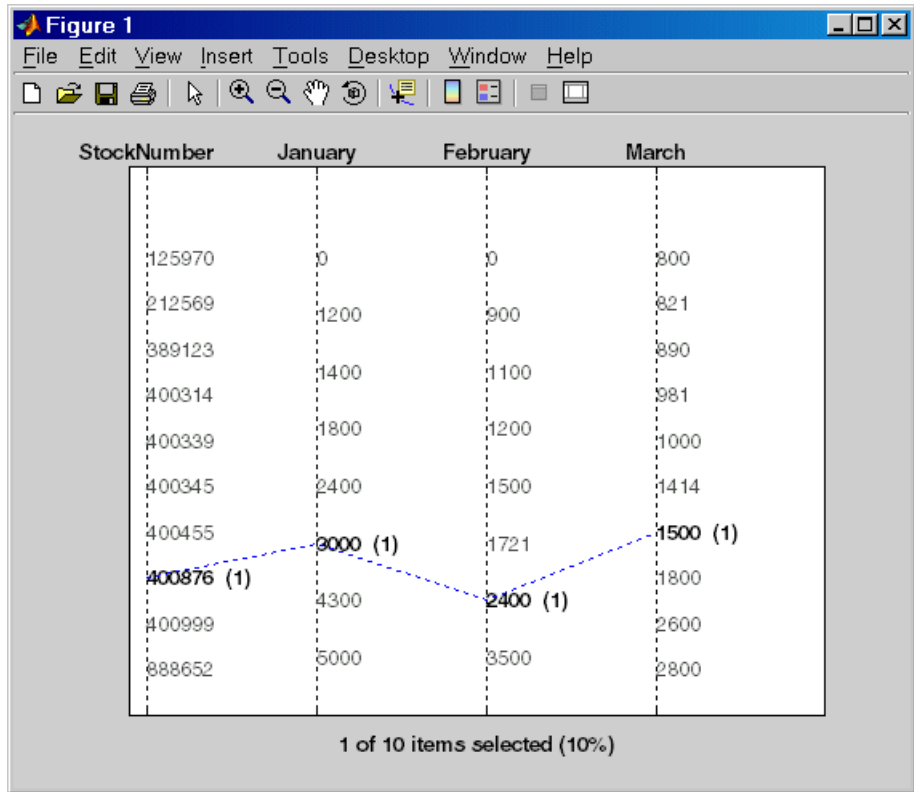 Figure 1
File Edit View Insert Tools Desktop Window Help
StockNumber January February March
125970 0 0 800
212569 1200 900 821
389123 1400 1100 890
400314 1800 1200 981
400339 2400 1500 1000
400345 3000 (1) 1721 1414
400455 4300 2400 (1) 1500 (1)
400876 (1) 5000 3500 1800
400999 2600
888652 2800
1 of 10 items selected (10%)